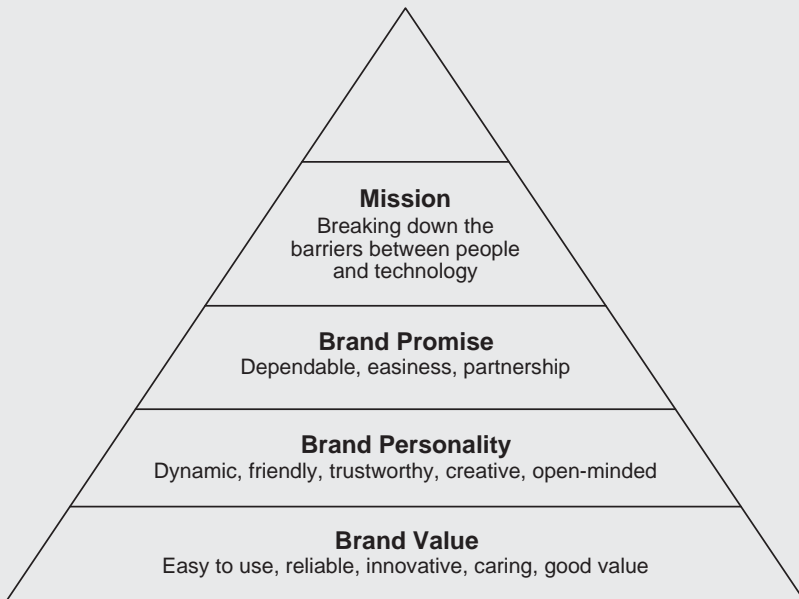 Mission
Breaking down the
barriers between people
and technology
Brand Promise
Dependable, easiness, partnership
Brand Personality
Dynamic, friendly, trustworthy, creative, open-minded
Brand Value
Easy to use, reliable, innovative, caring, good value